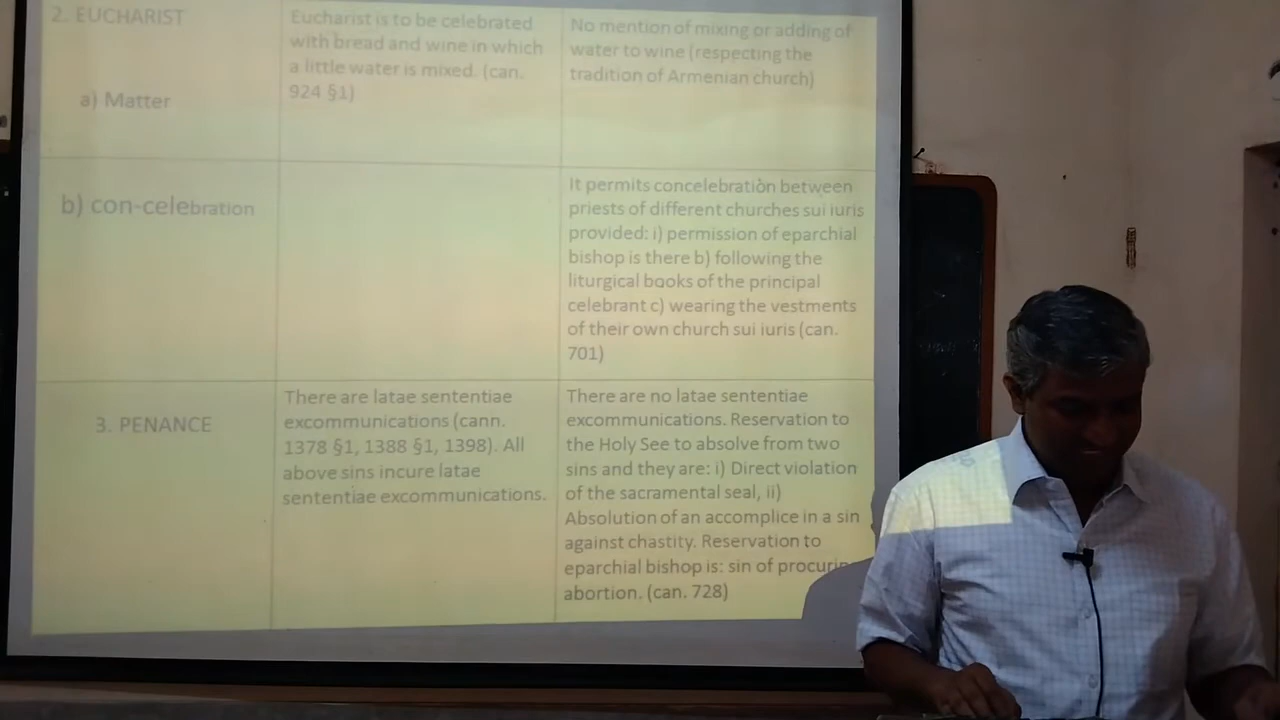 2. EUCHARIST
a) Matter
Eucharist is to be celebrated
with bread and wine in which
a little water is mixed. (can.
924 §1)
No mention of mixing or adding of
water to wine (respecting the
tradition of Armenian church)
b) con-celebration
It permits concelebration between
priests of different churches sui iuris
provided: i) permission of eparchial
bishop is there b) following the
liturgical books of the principal
celebrant c) wearing the vestments
of their own church sui iuris (can.
701)
3. PENANCE
There are latae sententiae
excommunications (cann.
1378 §1, 1388 §1, 1398). All
above sins incure latae
sententiae excommunications.
There are no latae sententiae
excommunications. Reservation to
the Holy See to absolve from two
sins and they are: i) Direct violation
of the sacramental seal, ii)
Absolution of an accomplice in a sin
against chastity. Reservation to
eparchial bishop is: sin of procurin
abortion. (can. 728)